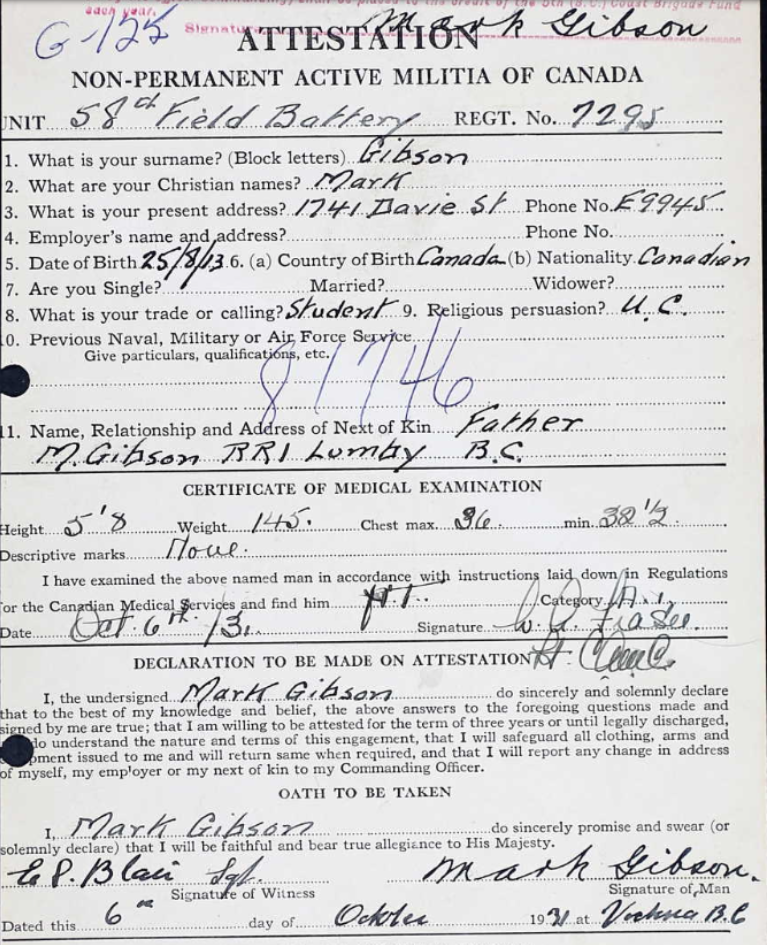 each year.
Signature Mark Gibson
G-125
ATTESTATION
NON-PERMANENT ACTIVE MILITIA OF CANADA
UNIT 58th Field Battery REGT. No. 7295
1. What is your surname? (Block letters) Gibson
2. What are your Christian names? Mark
3. What is your present address? 1741 Davie St Phone No. E9945
4. Employer's name and address? Phone No.
5. Date of Birth 25/8/13 6. (a) Country of Birth Canada (b) Nationality Canadian
7. Are you Single? Married? Widower?
8. What is your trade or calling? Student 9. Religious persuasion? U.C.
0. Previous Naval, Military or Air Force Service
Give particulars, qualifications, etc.
81746
11. Name, Relationship and Address of Next of Kin Father
M. Gibson RR1 Lumby B.C.
CERTIFICATE OF MEDICAL EXAMINATION
Height 5'8 Weight 145. Chest max. 36 min. 32 1/2
Descriptive marks None.
I have examined the above named man in accordance with instructions laid down in Regulations
for the Canadian Medical Services and find him FIT. Category A.1.
Date Oct. 6th /31. Signature
DECLARATION TO BE MADE ON ATTESTATION
I, the undersigned Mark Gibson do sincerely and solemnly declare
that to the best of my knowledge and belief, the above answers to the foregoing questions made and
signed by me are true; that I am willing to be attested for the term of three years or until legally discharged,
do understand the nature and terms of this engagement, that I will safeguard all clothing, arms and
pment issued to me and will return same when required, and that I will report any change in address
of myself, my employer or my next of kin to my Commanding Officer.
OATH TO BE TAKEN
I, Mark Gibson do sincerely promise and swear (or
solemnly declare) that I will be faithful and bear true allegiance to His Majesty.
E.P. Blair Sgt. Mark Gibson.
Signature of Witness Signature of Man
Dated this 6th day of October 1931 at B.C